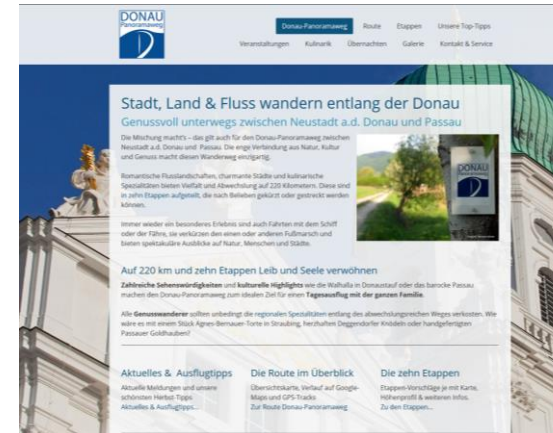 DONAU
Panoramaweg
Donau-Panoramaweg Route Etappen Unsere Top-Tipps
Veranstaltungen Kulinarik Übernachten Galerie Kontakt & Service
Stadt, Land & Fluss wandern entlang der Donau
Genussvoll unterwegs zwischen Neustadt a.d. Donau und Passau
Die Mischung macht's – das gilt auch für den Donau-Panoramaweg zwischen
Neustadt a.d. Donau und Passau. Die enge Verbindung aus Natur, Kultur
und Genuss macht diesen Wanderweg einzigartig.
Romantische Flusslandschaften, charmante Städte und kulinarische
Spezialitäten bieten Vielfalt und Abwechslung auf 220 Kilometern. Diese sind
in zehn Etappen aufgeteilt, die nach Belieben gekürzt oder gestreckt werden
können.
Immer wieder ein besonderes Erlebnis sind auch Fahrten mit dem Schiff
oder der Fähre, sie verkürzen den einen oder anderen Fußmarsch und
bieten spektakuläre Ausblicke auf Natur, Menschen und Städte.
DONAU
Auf 220 km und zehn Etappen Leib und Seele verwöhnen
Zahlreiche Sehenswürdigkeiten und kulturelle Highlights wie die Walhalla in Donaustauf oder das barocke Passau
machen den Donau-Panoramaweg zum idealen Ziel für einen Tagesausflug mit der ganzen Familie.
Alle Genusswanderer sollten unbedingt die regionalen Spezialitäten entlang des abwechslungsreichen Weges verkosten. Wie
wäre es mit einem Stück Agnes-Bernauer-Torte in Straubing, herzhaften Deggendorfer Knödeln oder handgefertigten
Passauer Goldhauben!
Aktuelles & Ausflugtipps
Aktuelle Meldungen und unsere
schönsten Herbst-Tipps
Aktuelles & Ausflugtipps...
Die Route im Überblick
Übersichtskarte, Verlauf auf Google-
Maps und GPS-Tracks
Zur Route Donau-Panoramaweg
Die zehn Etappen
Etappen-Vorschläge je mit Karte,
Höhenprofil & weiteren Infos.
Zu den Etappen...